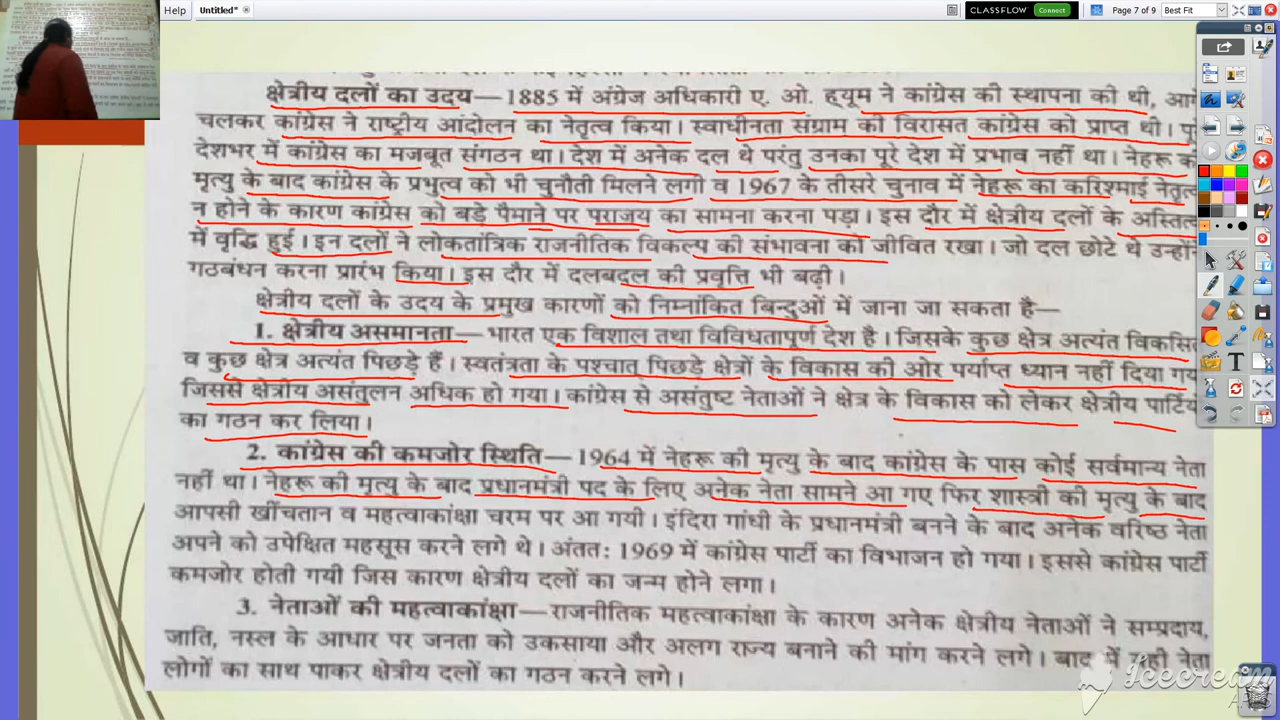 Help
Untitled*
CLASSFLOW Connect
Page 7 of 9
Best Fit
क्षेत्रीय दलों का उदय—1885 में अंग्रेज अधिकारी ए. ओ. ह्यूम ने कांग्रेस की स्थापना की थी, आगे
चलकर कांग्रेस ने राष्ट्रीय आंदोलन का नेतृत्व किया। स्वाधीनता संग्राम की विरासत कांग्रेस को प्राप्त थी।
देशभर में कांग्रेस का मजबूत संगठन था। देश में अनेक दल थे परंतु उनका पूरे देश में प्रभाव नहीं था। नेहरू
मृत्यु के बाद कांग्रेस के प्रभुत्व को भी चुनौती मिलने लगी व 1967 के तीसरे चुनाव में नेहरू का करिश्माई नेतृत्व
न होने के कारण कांग्रेस को बड़े पैमाने पर पराजय का सामना करना पड़ा। इस दौर में क्षेत्रीय दलों के अस्तित्व
में वृद्धि हुई। इन दलों ने लोकतांत्रिक राजनीतिक विकल्प की संभावना को जीवित रखा। जो दल छोटे थे उन्होंने
गठबंधन करना प्रारंभ किया। इस दौर में दलबदल की प्रवृत्ति भी बढ़ी।
क्षेत्रीय दलों के उदय के प्रमुख कारणों को निम्नांकित बिन्दुओं में जाना जा सकता है—
1. क्षेत्रीय असमानता—भारत एक विशाल तथा विविधतापूर्ण देश है। जिसके कुछ क्षेत्र अत्यंत विकसित
व कुछ क्षेत्र अत्यंत पिछड़े हैं। स्वतंतता के पश्चात् पिछड़े क्षेत्रों के विकास की ओर पर्याप्त ध्यान नहीं दिया गय
जिससे क्षेत्रीय असंतुलन अधिक हो गया। कांग्रेस से असंतुष्ट नेताओं ने क्षेत्र के विकास को लेकर क्षेत्रीय पार्टिय
का गठन कर लिया।
2. कांग्रेस की कमजोर स्थिति—1964 में नेहरू की मृत्यु के बाद कांग्रेस के पास कोई सर्वमान्य नेता
नहीं था। नेहरू की मृत्यु के बाद प्रधानमंत्री पद के लिए अनेक नेता सामने आ गए फिर शास्त्री की मृत्यु के बाद
आपसी खींचतान व महत्वाकांक्षा चरम पर आ गयी। इंदिरा गांधी के प्रधानमंत्री बनने के बाद अनेक वरिष्ठ नेता
अपने को उपेक्षित महसूस करने लगे थे। अंततः 1969 में कांग्रेस पार्टी का विभाजन हो गया। इससे कांग्रेस पार्टी
कमजोर होती गयी जिस कारण क्षेत्रीय दलों का जन्म होने लगा।
3. नेताओं की महत्वाकांक्षा—राजनीतिक महत्वाकांक्षा के कारण अनेक क्षेत्रीय नेताओं ने सम्प्रदाय,
जाति, नस्ल के आधार पर जनता को उकसाया और अलग राज्य बनाने की मांग करने लगे। बाद में यही नेता
लोगों का साथ पाकर क्षेत्रीय दलों का गठन करने लगे।
Icecream
APPS